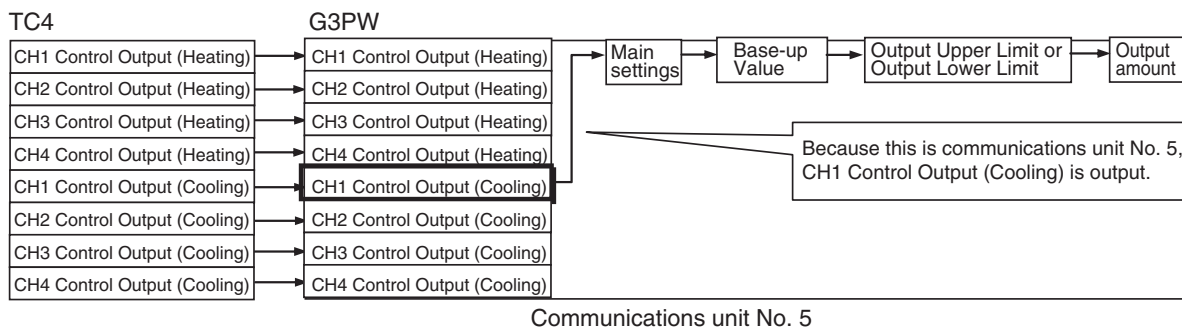 TC4
G3PW
CH1 Control Output (Heating)
CH2 Control Output (Heating)
CH3 Control Output (Heating)
CH4 Control Output (Heating)
CH1 Control Output (Cooling)
CH2 Control Output (Cooling)
CH3 Control Output (Cooling)
CH4 Control Output (Cooling)
CH1 Control Output (Heating)
CH2 Control Output (Heating)
CH3 Control Output (Heating)
CH4 Control Output (Heating)
CH1 Control Output (Cooling)
CH2 Control Output (Cooling)
CH3 Control Output (Cooling)
CH4 Control Output (Cooling)
Main
settings
Base-up
Value
Output Upper Limit or
Output Lower Limit
Output
amount
Because this is communications unit No. 5,
CH1 Control Output (Cooling) is output.
Communications unit No. 5